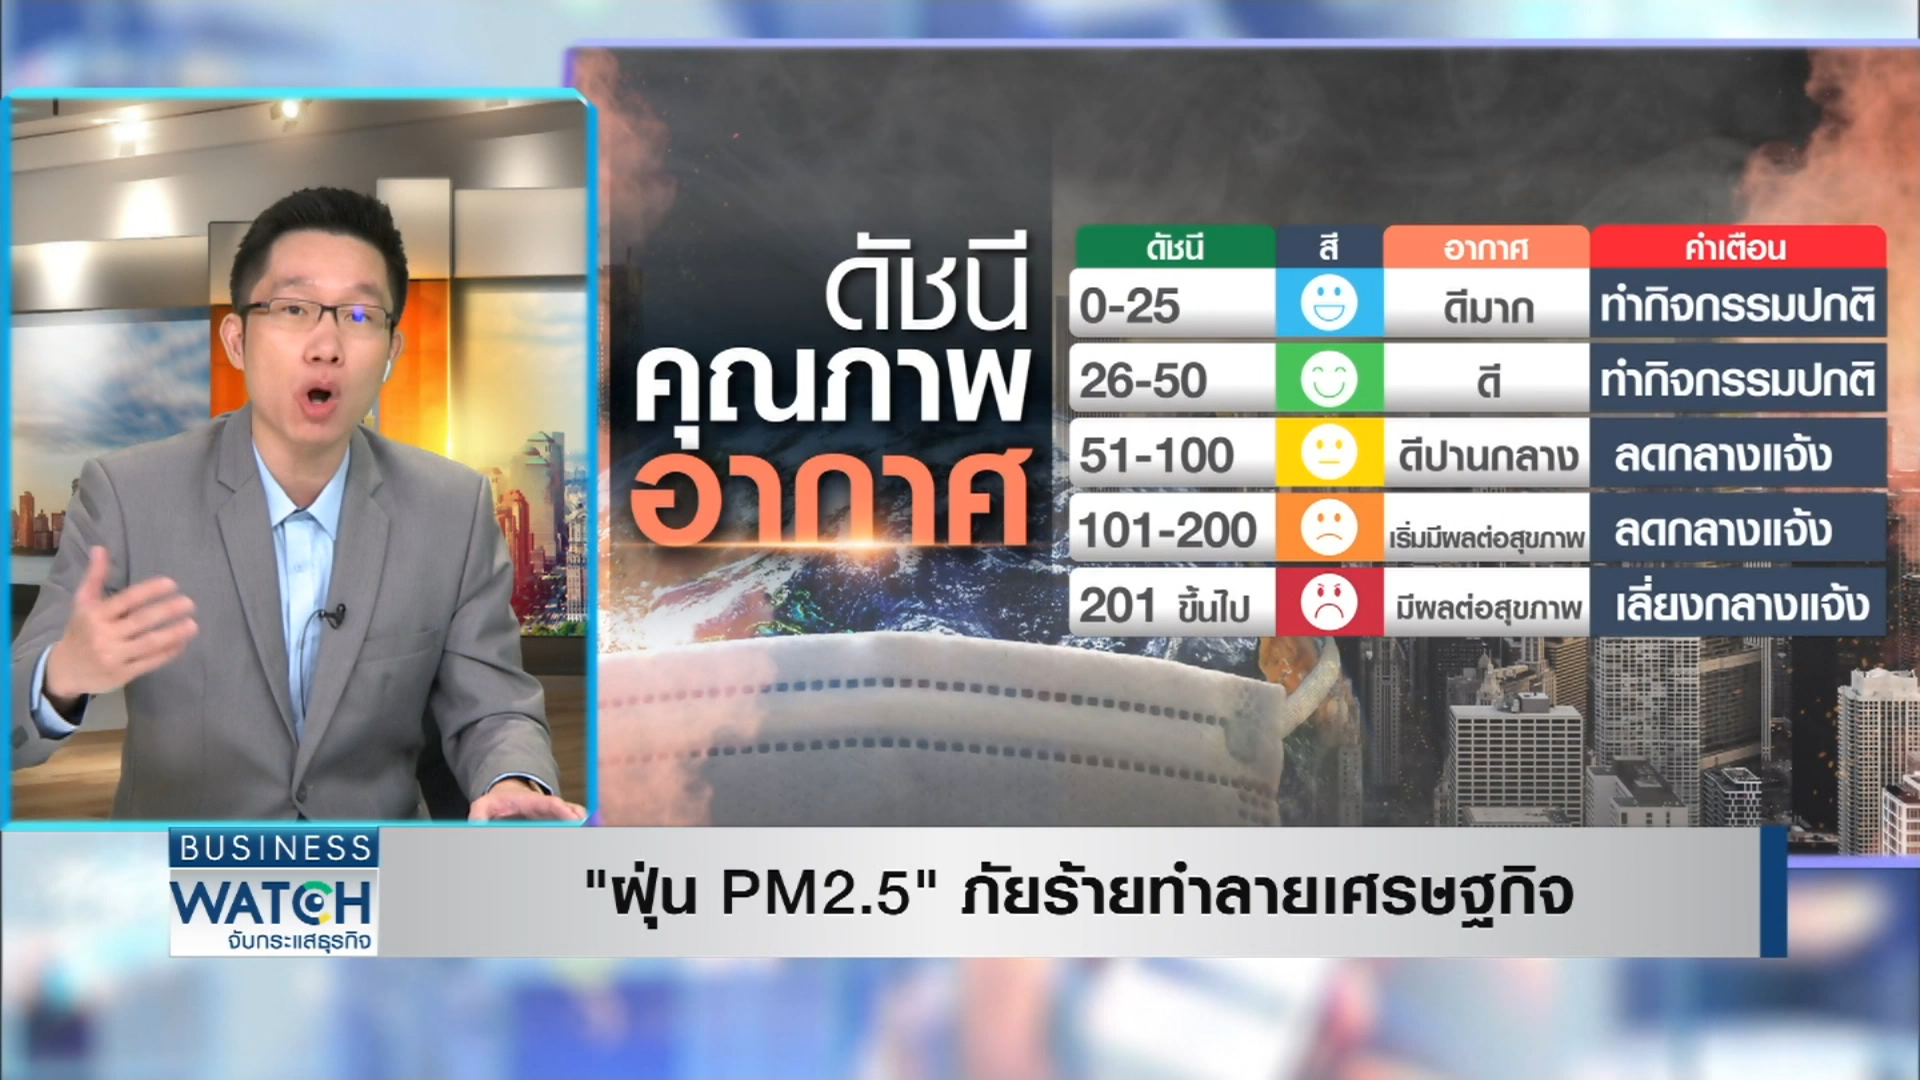 ดัชนี
คุณภาพ
อากาศ
ดัชนี สี อากาศ คำเตือน
0-25 ดีมาก ทำกิจกรรมปกติ
26-50 ดี ทำกิจกรรมปกติ
51-100 ดีปานกลาง ลดกลางแจ้ง
101-200 เริ่มมีผลต่อสุขภาพ ลดกลางแจ้ง
201 ขึ้นไป มีผลต่อสุขภาพ เลี่ยงกลางแจ้ง
BUSINESS
WATCH
จับกระแสธุรกิจ
"ฝุ่น PM2.5" ภัยร้ายทำลายเศรษฐกิจ